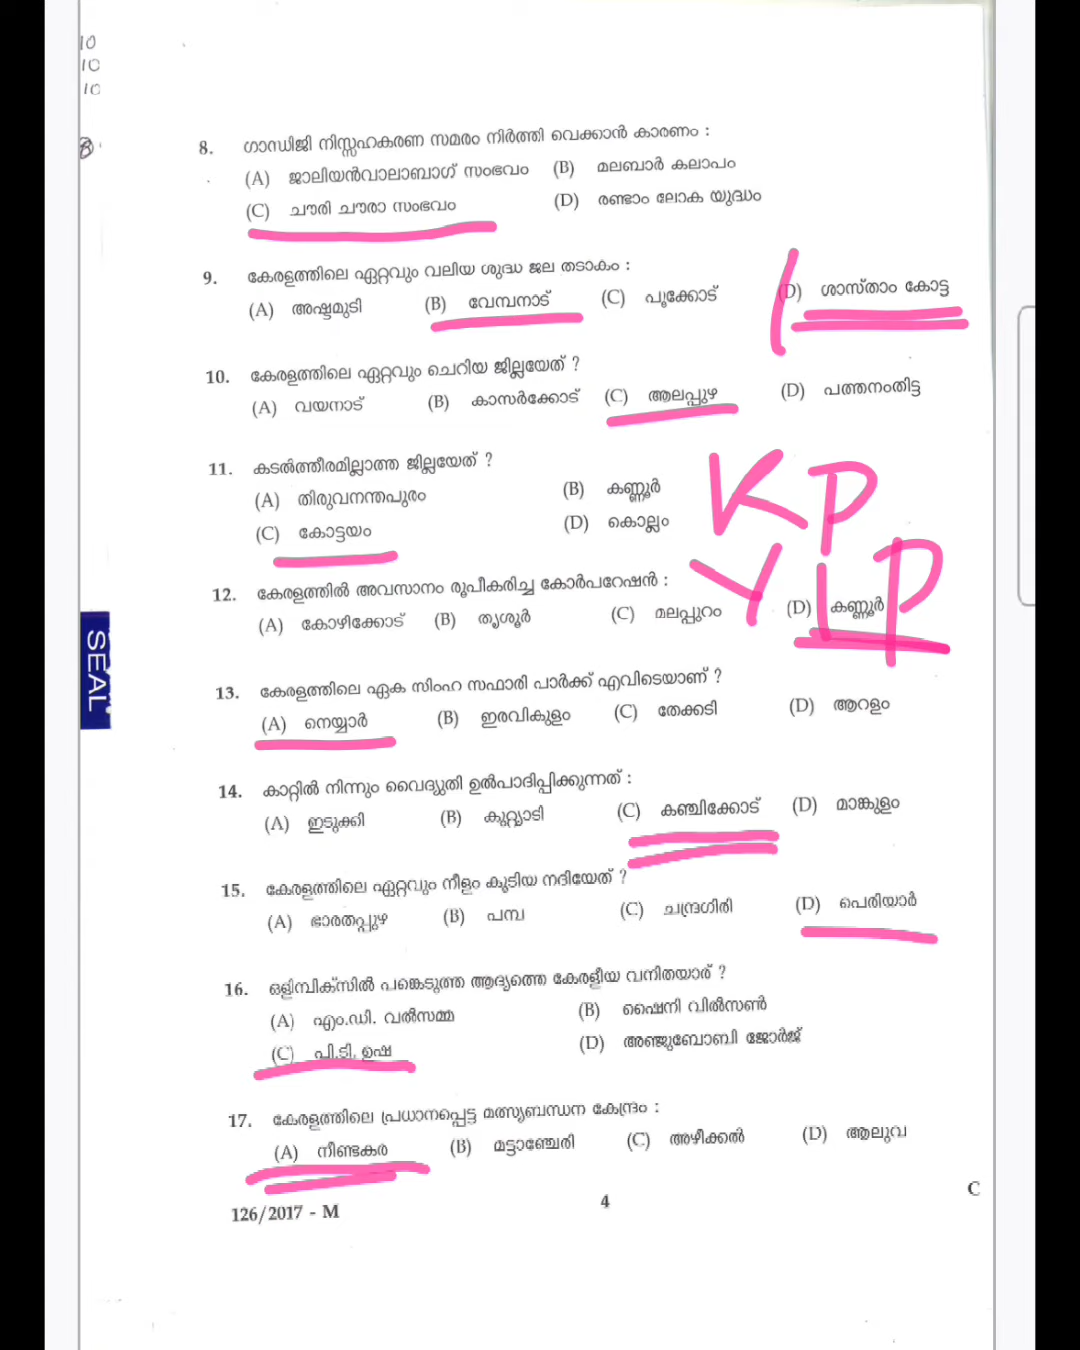 10
10
10
8
8. ഗാന്ധിജി നിസ്സഹകരണ സമരം നിർത്തി വെക്കാൻ കാരണം :
(A) ജാലിയൻവാലാബാഗ് സംഭവം (B) മലബാർ കലാപം
(C) ചൗരി ചൗരാ സംഭവം (D) രണ്ടാം ലോക യുദ്ധം
9. കേരളത്തിലെ ഏറ്റവും വലിയ ശുദ്ധ ജല തടാകം :
(A) അഷ്ടമുടി (B) വേമ്പനാട് (C) പൂക്കോട് (D) ശാസ്താം കോട്ട
10. കേരളത്തിലെ ഏറ്റവും ചെറിയ ജില്ലയേത് ?
(A) വയനാട് (B) കാസർക്കോട് (C) ആലപ്പുഴ (D) പത്തനംതിട്ട
11. കടൽത്തീരമില്ലാത്ത ജില്ലയേത് ?
(A) തിരുവനന്തപുരം (B) കണ്ണൂർ
(C) കോട്ടയം (D) കൊല്ലം
KP
YIP
12. കേരളത്തിൽ അവസാനം രൂപീകരിച്ച കോർപറേഷൻ :
(A) കോഴിക്കോട് (B) തൃശൂർ (C) മലപ്പുറം (D) കണ്ണൂർ
SEAL
13. കേരളത്തിലെ ഏക സിംഹ സഫാരി പാർക്ക് എവിടെയാണ് ?
(A) നെയ്യാർ (B) ഇരവികുളം (C) തേക്കടി (D) ആറളം
14. കാറ്റിൽ നിന്നും വൈദ്യുതി ഉൽപാദിപ്പിക്കുന്നത് :
(A) ഇടുക്കി (B) കുറ്റ്യാടി (C) കഞ്ചിക്കോട് (D) മാങ്കുളം
15. കേരളത്തിലെ ഏറ്റവും നീളം കൂടിയ നദിയേത് ?
(A) ഭാരതപ്പുഴ (B) പമ്പ (C) ചന്ദ്രഗിരി (D) പെരിയാർ
16. ഒളിമ്പിക്സിൽ പങ്കെടുത്ത ആദ്യത്തെ കേരളീയ വനിതയാര് ?
(A) എം.ഡി. വൽസമ്മ (B) ഷൈനി വിൽസൺ
(C) പി.ടി. ഉഷ (D) അഞ്ജുബോബി ജോർജ്
17. കേരളത്തിലെ പ്രധാനപ്പെട്ട മത്സ്യബന്ധന കേന്ദ്രം :
(A) നീണ്ടകര (B) മട്ടാഞ്ചേരി (C) അഴീക്കൽ (D) ആലുവ
126/2017 - M 4 C